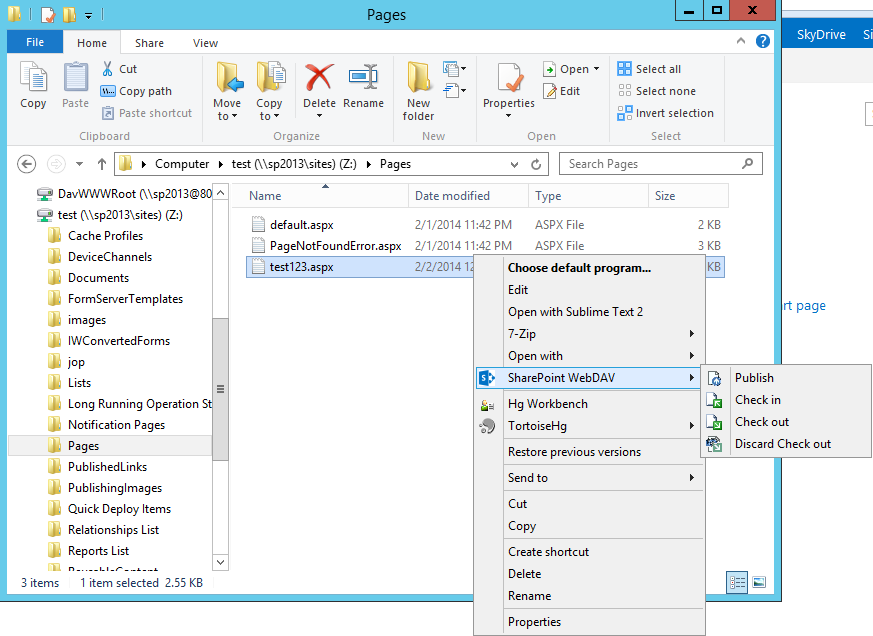 Pages
File Home Share View
Copy
Paste
Cut
Copy path
Paste shortcut
Clipboard
Move to
Copy to
Delete
Rename
Organize
New folder
New
Properties
Open
Edit
Open
Select all
Select none
Invert selection
Select
SkyDrive
Computer test (\\sp2013\sites) (Z:) Pages
Search Pages
DavWWWRoot (\\sp2013@80
test (\\sp2013\sites) (Z:)
Cache Profiles
DeviceChannels
Documents
FormServerTemplates
images
IWConvertedForms
jop
Lists
Long Running Operation St
Notification Pages
Pages
PublishedLinks
PublishingImages
Quick Deploy Items
Relationships List
Reports List
ReusableContent
Name Date modified Type Size
default.aspx 2/1/2014 11:42 PM ASPX File 2 KB
PageNotFoundError.aspx 2/1/2014 11:42 PM ASPX File 3 KB
test123.aspx 2/2/2014 12 KB
Choose default program...
Edit
Open with Sublime Text 2
7-Zip
Open with
SharePoint WebDAV
Hg Workbench
TortoiseHg
Restore previous versions
Send to
Cut
Copy
Create shortcut
Delete
Rename
Properties
Publish
Check in
Check out
Discard Check out
rt page
3 items 1 item selected 2.55 KB